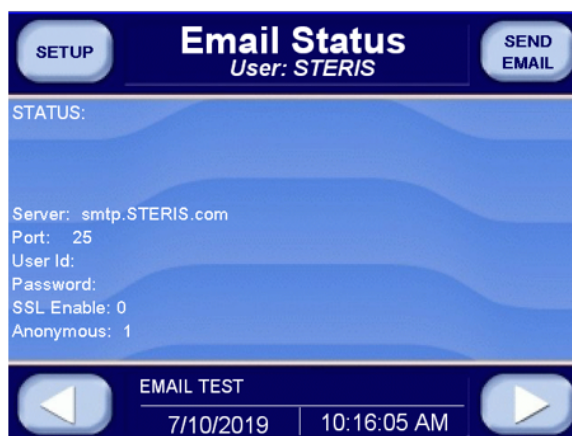 SETUP
Email Status
User: STERIS
SEND
EMAIL
STATUS:
Server: smtp.STERIS.com
Port: 25
User Id:
Password:
SSL Enable: 0
Anonymous: 1
EMAIL TEST
7/10/2019
10:16:05 AM